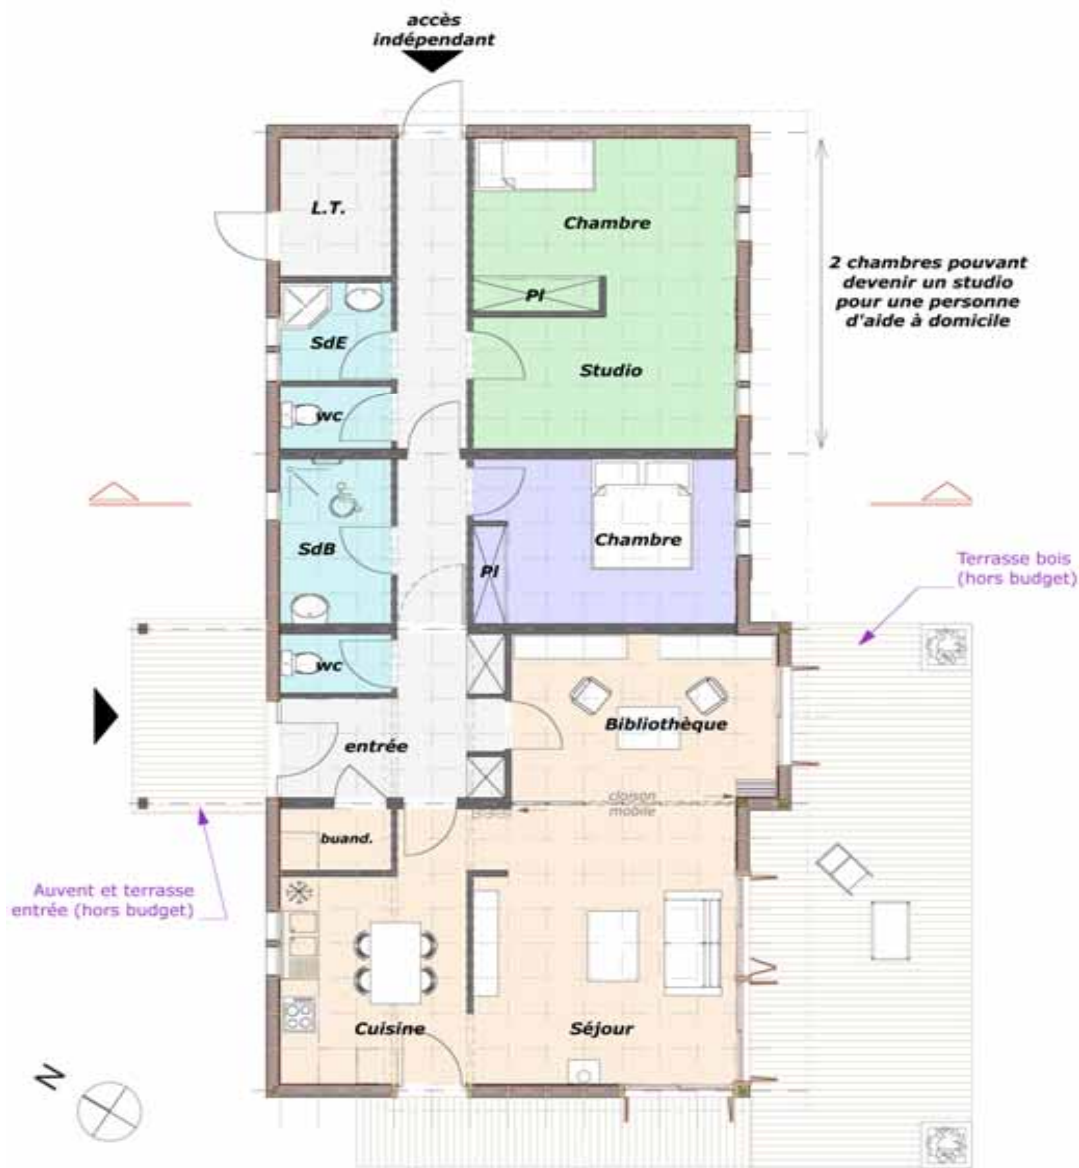 accès
indépendant
L.T.
Chambre
2 chambres pouvant
devenir un studio
pour une personne
d'aide à domicile
Pl
SdE
Studio
wc
Chambre
SdB
Pl
Terrasse bois
(hors budget)
wc
Bibliothèque
entrée
cloison
mobile
buand.
Auvent et terrasse
entrée (hors budget)
Cuisine
Séjour
N